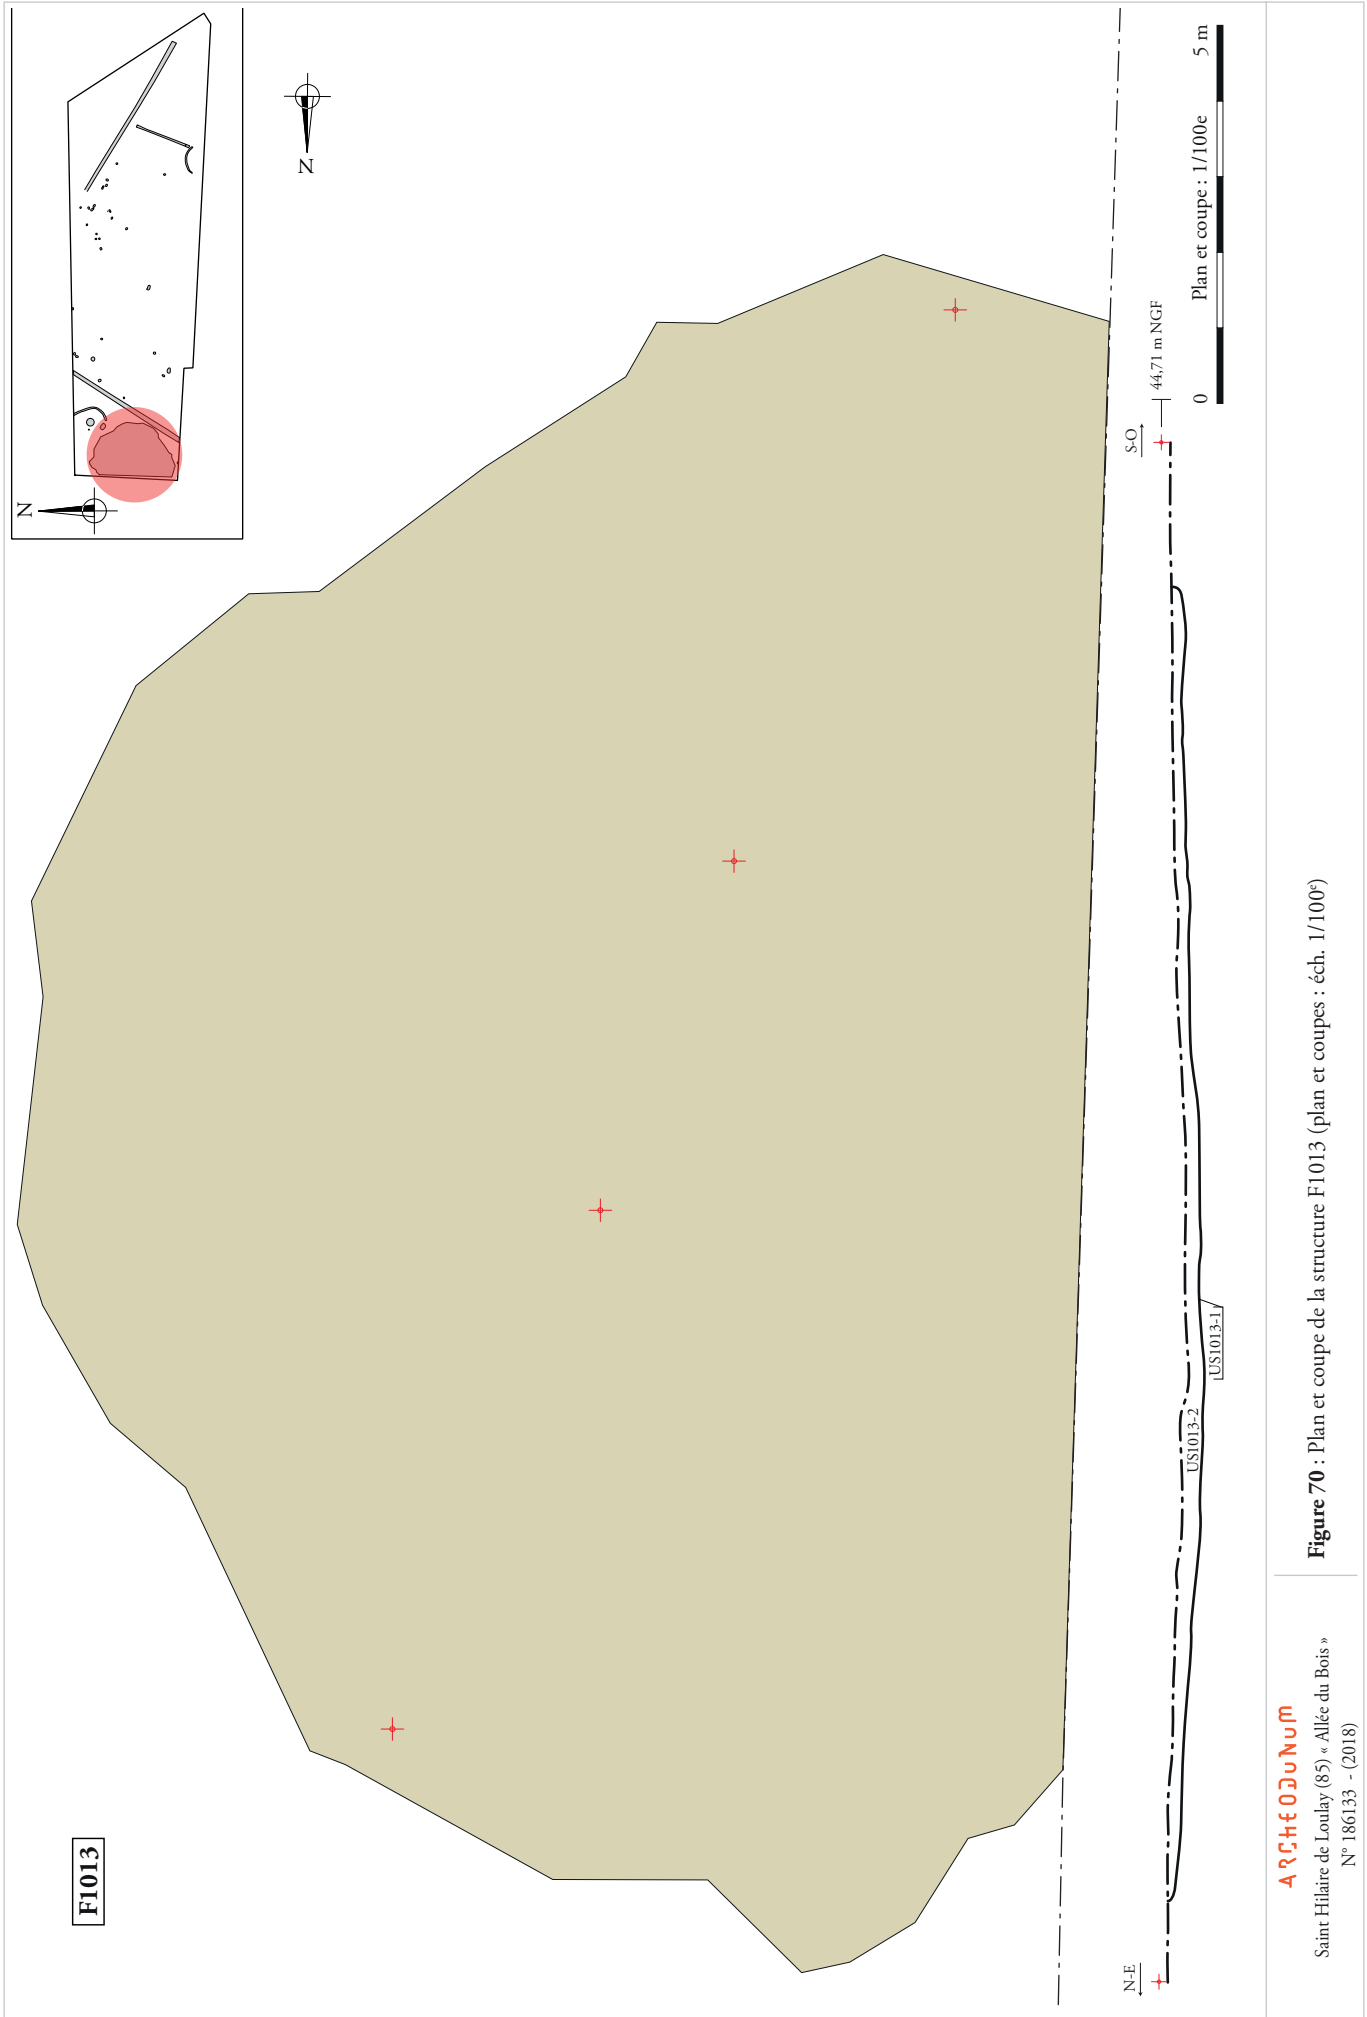 F1013
N
N
N-E
S-O
44,71 m NGF
US1013-2
US1013-1
0 Plan et coupe : 1/100e 5 m
ARCHEODUNUM
Saint Hilaire de Loulay (85) « Allée du Bois »
N° 186133 - (2018)
Figure 70 : Plan et coupe de la structure F1013 (plan et coupes : éch. 1/100e)